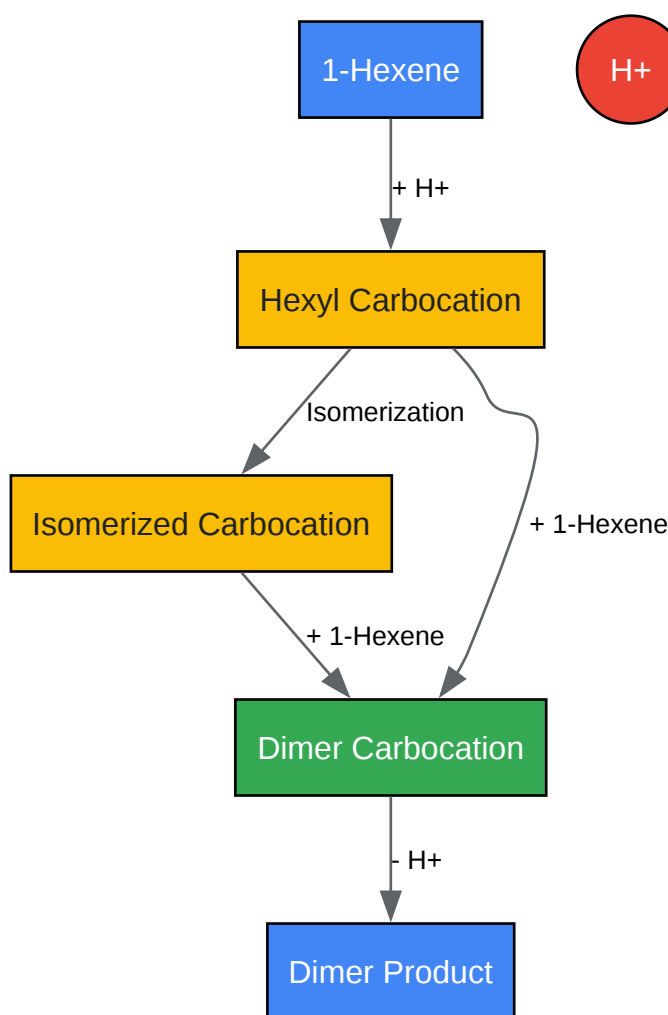 1-Hexene
H+
+ H+
Hexyl Carbocation
Isomerization
Isomerized Carbocation
+ 1-Hexene
+ 1-Hexene
Dimer Carbocation
- H+
Dimer Product